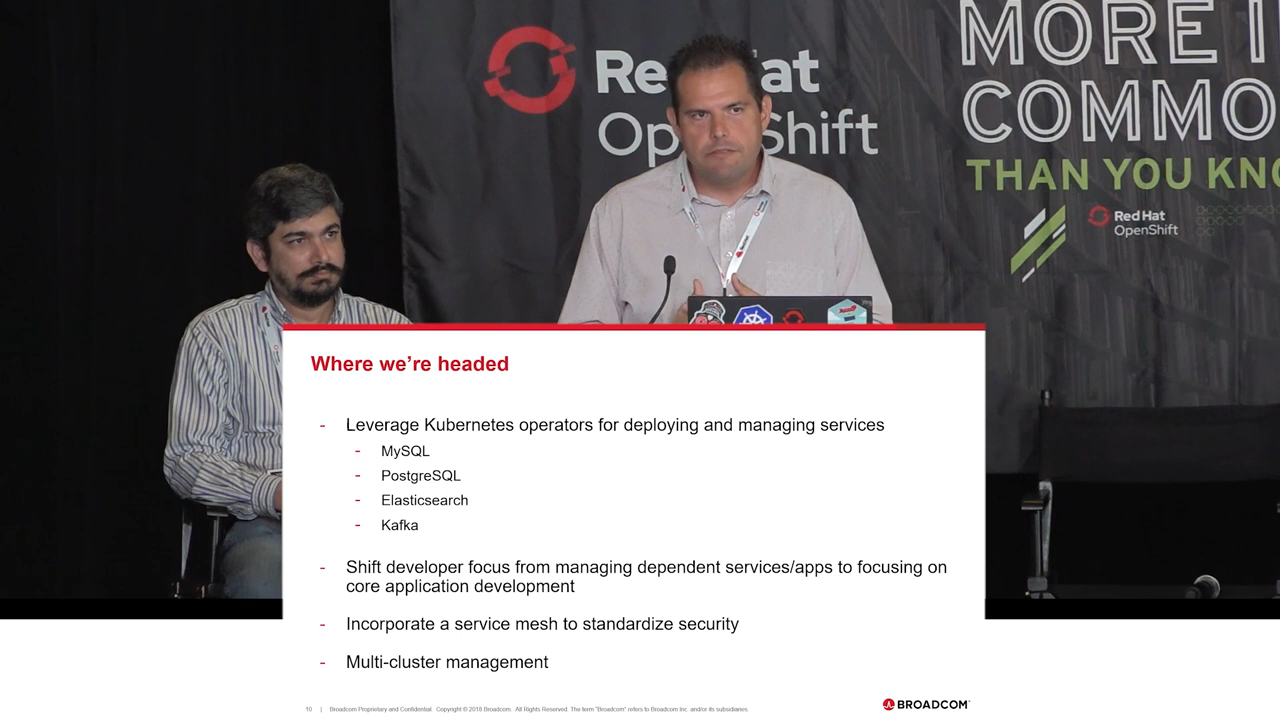 Red Hat
OpenShift
MORE I
COMMO
THAN YOU KNO
Red Hat
OpenShift
Where we're headed
- Leverage Kubernetes operators for deploying and managing services
- MySQL
- PostgreSQL
- Elasticsearch
- Kafka
- Shift developer focus from managing dependent services/apps to focusing on
core application development
- Incorporate a service mesh to standardize security
- Multi-cluster management
10 | Broadcom Proprietary and Confidential. Copyright © 2018 Broadcom. All Rights Reserved. The term "Broadcom" refers to Broadcom Inc. and/or its subsidiaries.
BROADCOM